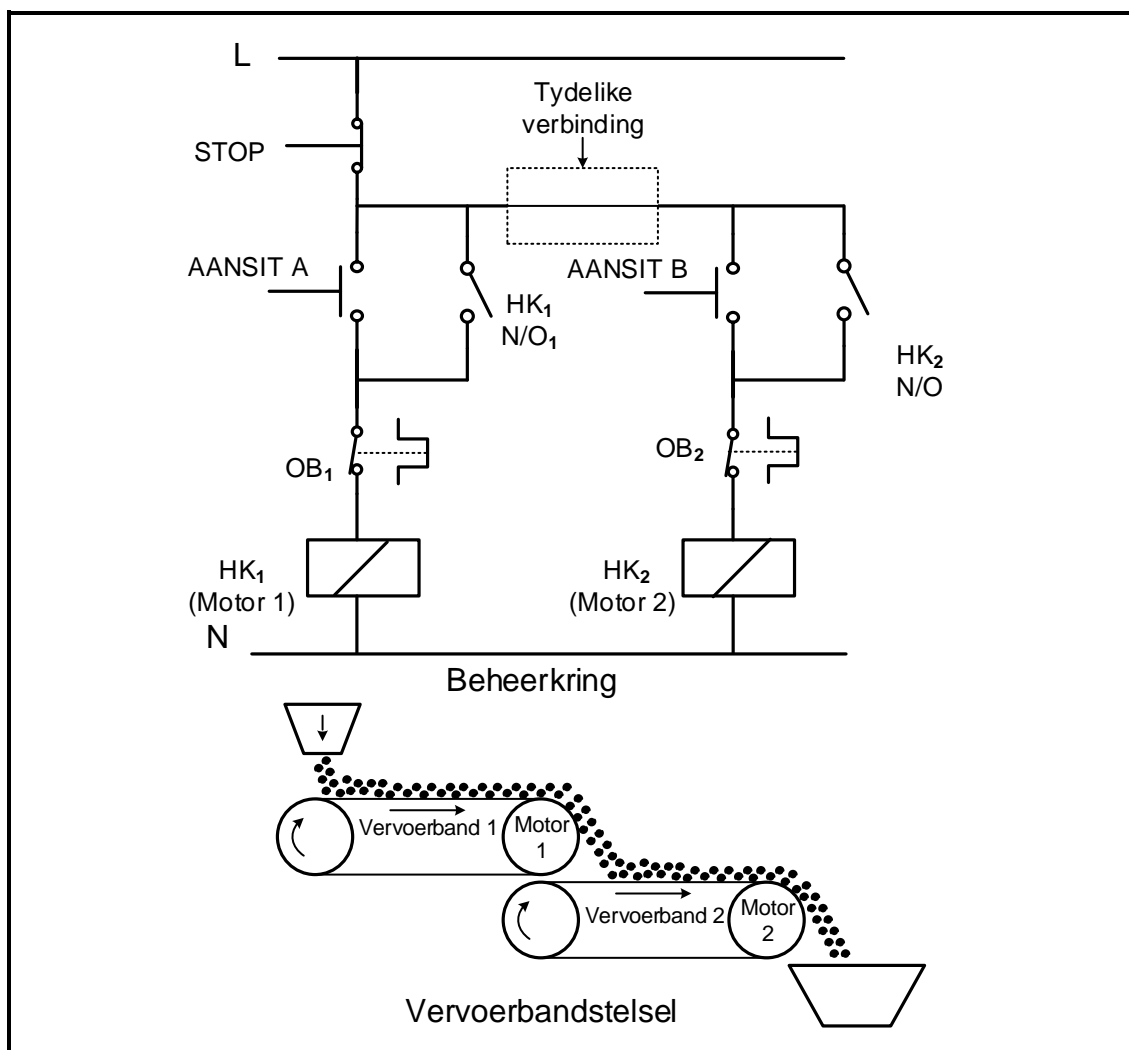 L
Tydelike
verbinding
STOP
AANSIT A
HK₁
N/O₁
AANSIT B
HK₂
N/O
OB₁
OB₂
HK₁
(Motor 1)
HK₂
(Motor 2)
N
Beheerkring
Vervoerband 1
Motor
1
Vervoerband 2
Motor
2
Vervoerbandstelsel